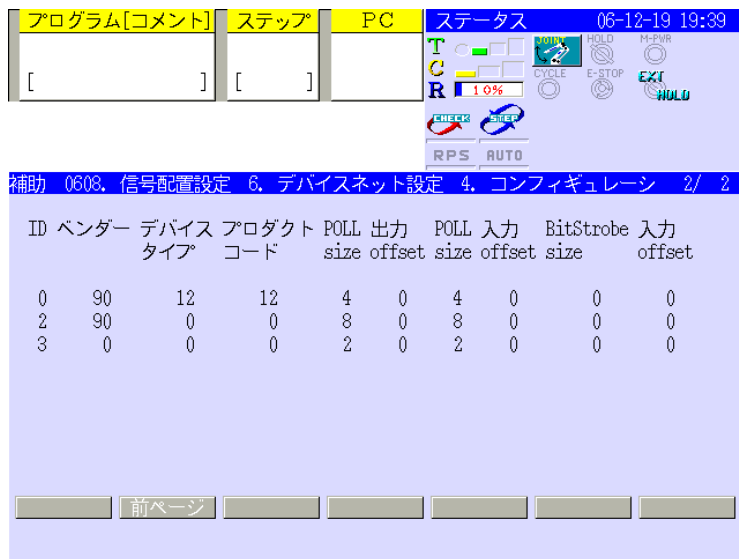 プログラム[コメント] ステップ PC ステータス 06-12-19 19:39
T JOINT HOLD M-PWR
C CYCLE E-STOP EXT HOLD
[ ] [ ] R 10%
CHECK STEP
RPS AUTO
補助 0608. 信号配置設定 6. デバイスネット設定 4. コンフィギュレーシ 2/ 2
ID ベンダー デバイス プロダクト POLL 出力 POLL 入力 BitStrobe 入力
タイプ コード size offset size offset size offset
0 90 12 12 4 0 4 0 0 0
2 90 0 0 8 0 8 0 0 0
3 0 0 0 2 0 2 0 0 0
前ページ